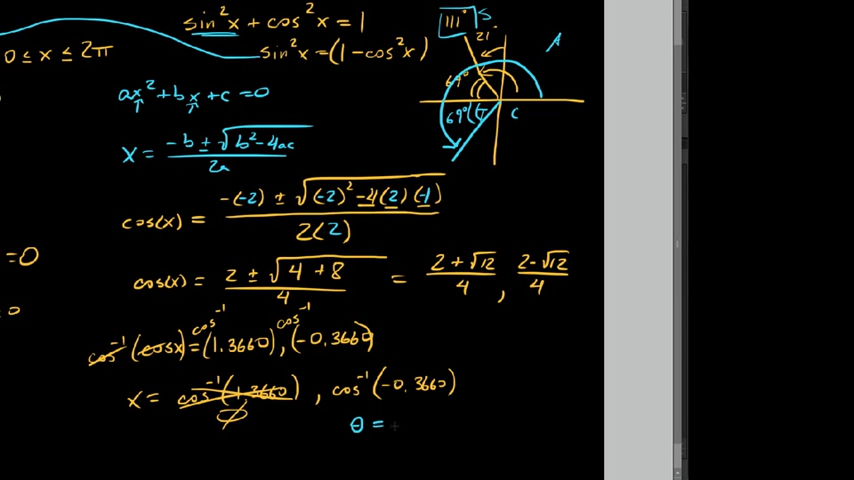 sin²x + cos²x = 1
0 ≤ x ≤ 2π
sin²x = (1 - cos²x)
111° S
21
A
69°
69° T C
ax² + bx + c = 0
x = (-b ± √(b² - 4ac)) / 2a
cos(x) = (-(-2) ± √((-2)² - 4(2)(-1))) / 2(2)
= 0
cos(x) = (2 ± √(4 + 8)) / 4 = (2 + √12) / 4 , (2 - √12) / 4
= 0
cos⁻¹(cosx) = cos⁻¹(1.3660), cos⁻¹(-0.3660)
x = cos⁻¹(1.3660) , cos⁻¹(-0.3660)
∅
θ =